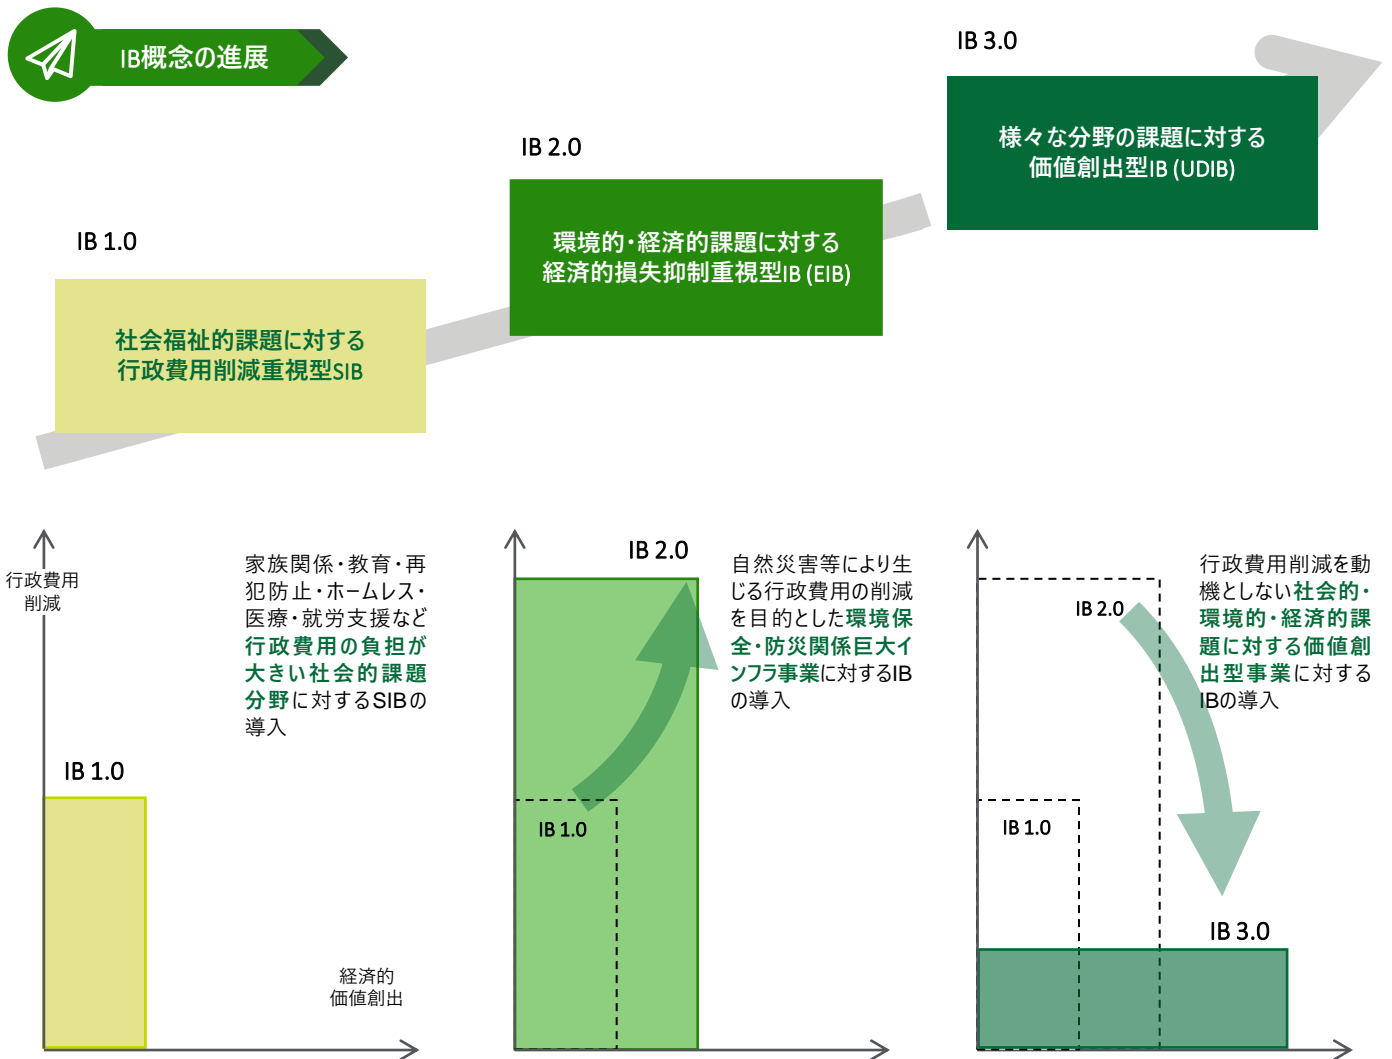 IB概念の進展
IB 1.0
社会福祉的課題に対する
行政費用削減重視型SIB
IB 2.0
環境的・経済的課題に対する
経済的損失抑制重視型IB (EIB)
IB 3.0
様々な分野の課題に対する
価値創出型IB (UDIB)
行政費用
削減
家族関係・教育・再
犯防止・ホームレス・
医療・就労支援など
行政費用の負担が
大きい社会的課題
分野に対するSIBの
導入
IB 1.0
経済的
価値創出
IB 2.0
自然災害等により生
じる行政費用の削減
を目的とした環境保
全・防災関係巨大イ
ンフラ事業に対するIB
の導入
IB 1.0
行政費用削減を動
機としない社会的・
環境的・経済的課
題に対する価値創
出型事業に対する
IBの導入
IB 2.0
IB 1.0
IB 3.0